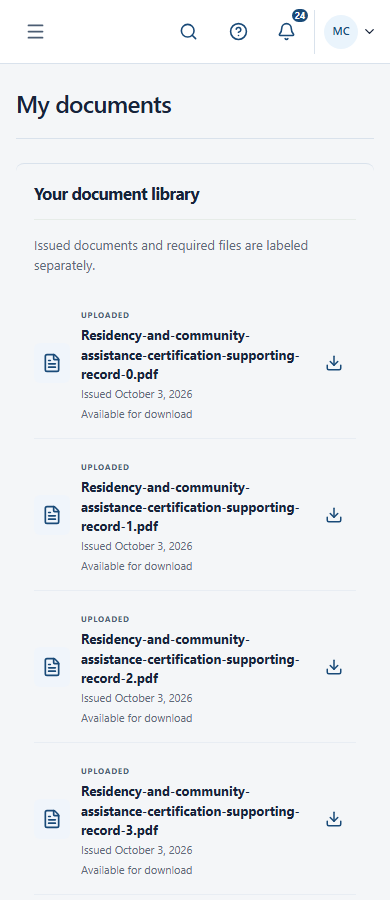 24
MC
My documents
Your document library
Issued documents and required files are labeled
separately.
UPLOADED
Residency-and-community-
assistance-certification-supporting-
record-0.pdf
Issued October 3, 2026
Available for download
UPLOADED
Residency-and-community-
assistance-certification-supporting-
record-1.pdf
Issued October 3, 2026
Available for download
UPLOADED
Residency-and-community-
assistance-certification-supporting-
record-2.pdf
Issued October 3, 2026
Available for download
UPLOADED
Residency-and-community-
assistance-certification-supporting-
record-3.pdf
Issued October 3, 2026
Available for download